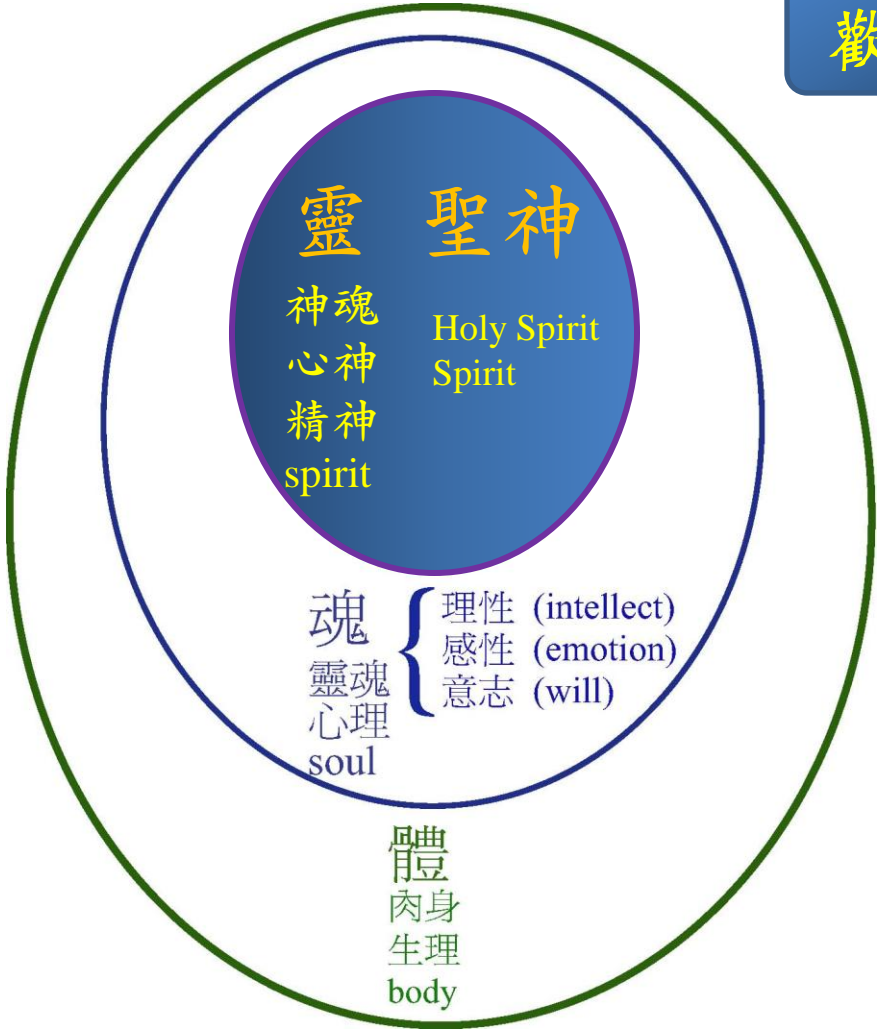 歡
靈 聖神
神魂
心神
精神
spirit
Holy Spirit
Spirit
魂
靈魂
心理
soul
理性 (intellect)
感性 (emotion)
意志 (will)
體
肉身
生理
body